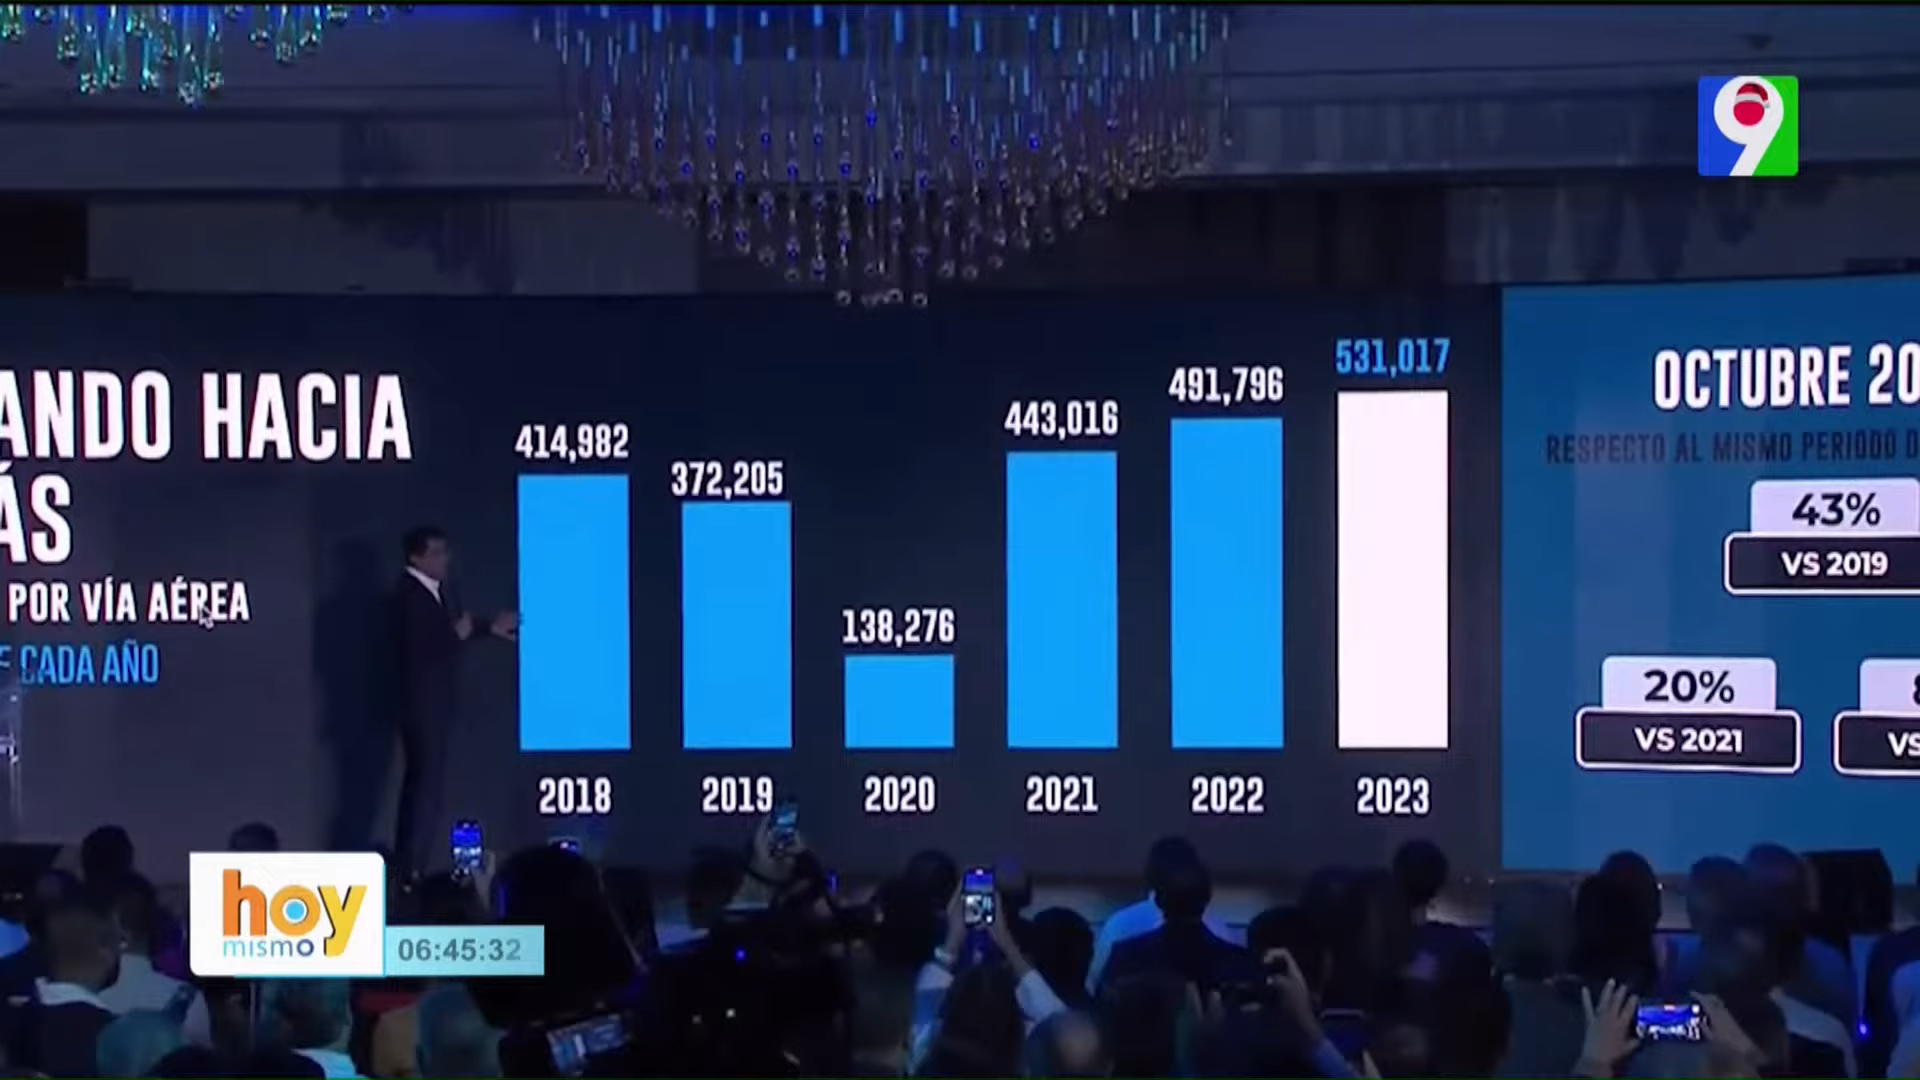 9
ANDO HACIA
ÁS
POR VÍA AÉREA
CADA AÑO
414,982
372,205
138,276
443,016
491,796
531,017
2018
2019
2020
2021
2022
2023
OCTUBRE 20
RESPECTO AL MISMO PERIODO D
43%
VS 2019
20%
VS 2021
VS
hoy
mismo
06:45:32